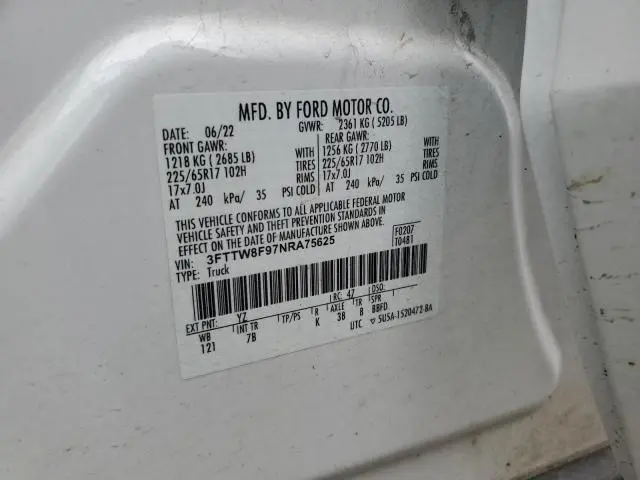 MFD. BY FORD MOTOR CO.
DATE: 06/22 GVWR: 2361 KG ( 5205 LB)
FRONT GAWR: REAR GAWR:
1218 KG ( 2685 LB) WITH 1256 KG ( 2770 LB) WITH
225/65R17 102H TIRES 225/65R17 102H TIRES
17x7.0J RIMS 17x7.0J RIMS
AT 240 kPa/ 35 PSI COLD AT 240 kPa/ 35 PSI COLD
THIS VEHICLE CONFORMS TO ALL APPLICABLE FEDERAL MOTOR
VEHICLE SAFETY AND THEFT PREVENTION STANDARDS IN
EFFECT ON THE DATE OF MANUFACTURE SHOWN ABOVE.
VIN: 3FTTW8F97NRA75625 F0207
TYPE: Truck T0481
EXT PNT: YZ RC: 47 DSO:
WB INT TR TP/PS R AXLE TR SPR
121 7B K 3B 8 BBFD
UTC ▽ 5U5A-1520472-BA